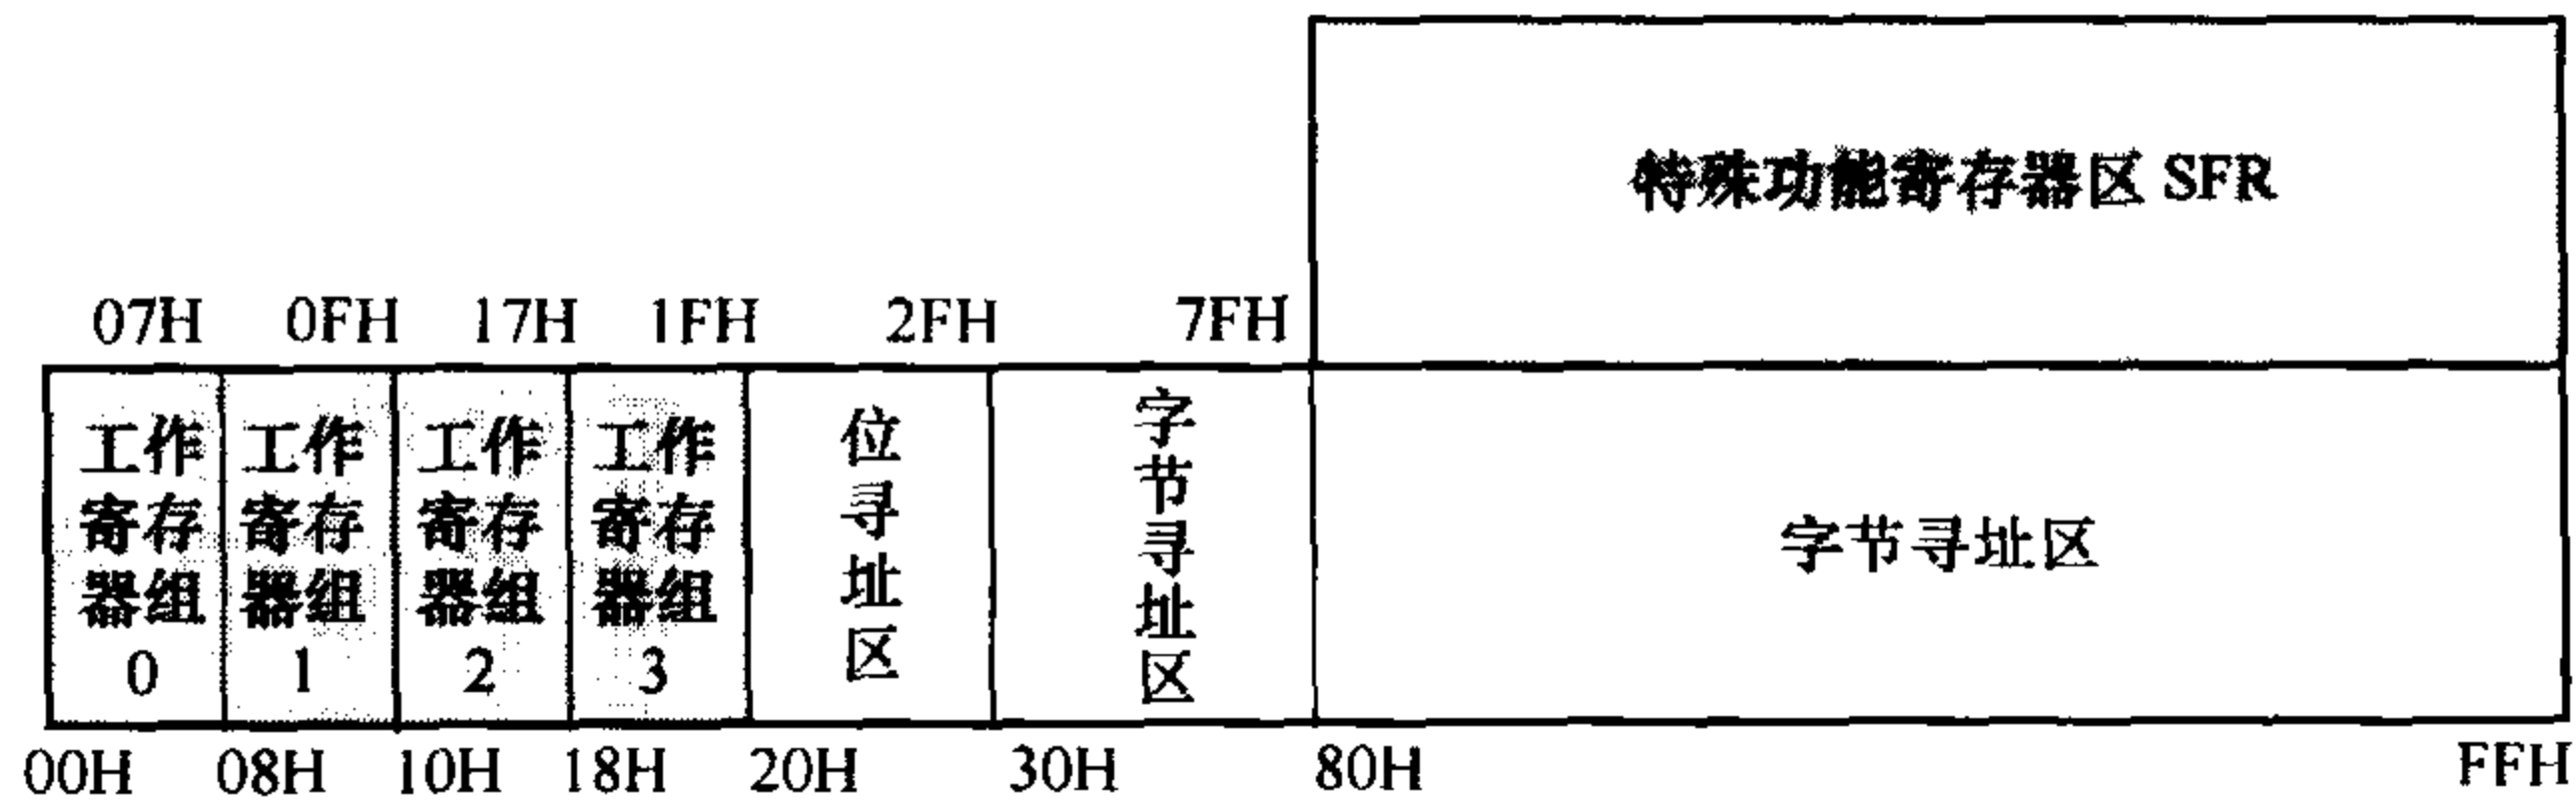 特殊功能寄存器区 SFR
07H 0FH 17H 1FH 2FH 7FH
工作寄存器组0
工作寄存器组1
工作寄存器组2
工作寄存器组3
位寻址区
字节寻址区
字节寻址区
00H 08H 10H 18H 20H 30H 80H FFH